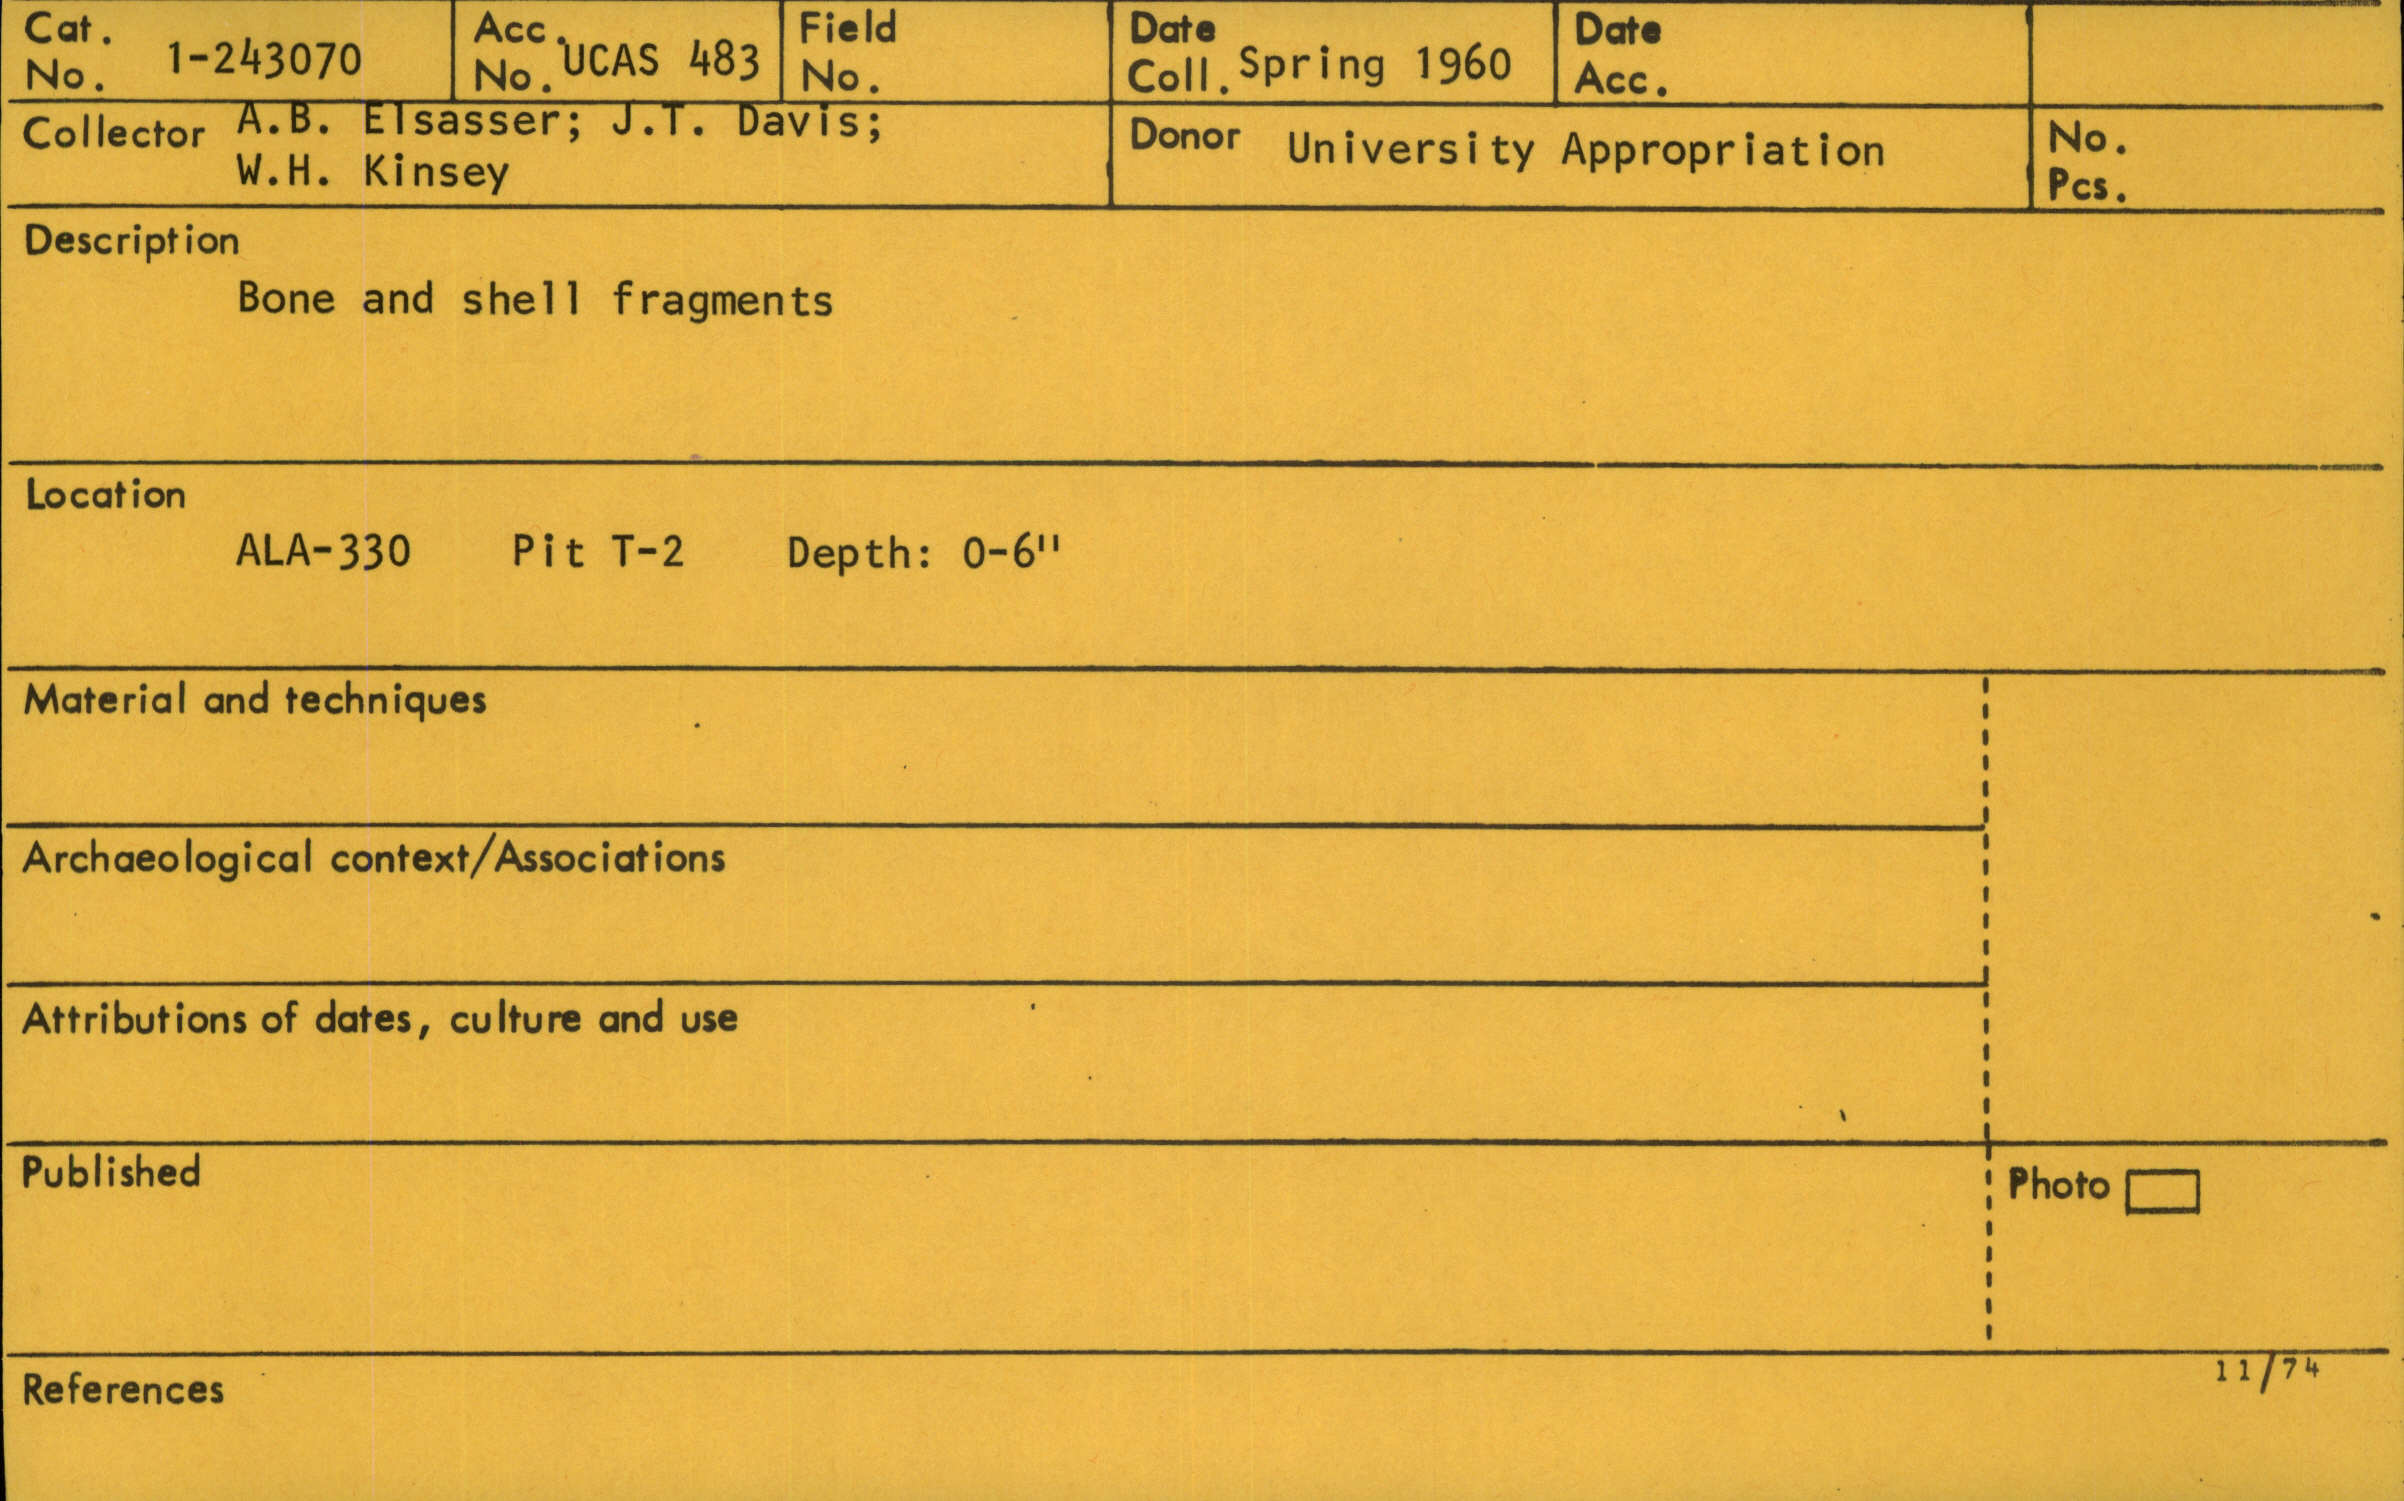 Cat. No. 1-243070
Acc. No. UCAS 483
Field No.
Date Coll. Spring 1960
Date Acc.
Collector A.B. Elsasser; J.T. Davis;
W.H. Kinsey
Donor University Appropriation
No. Pcs.
Description
Bone and shell fragments
Location
ALA-330 Pit T-2 Depth: 0-6"
Material and techniques
Archaeological context/Associations
Attributions of dates, culture and use
Published
Photo
11/74
References